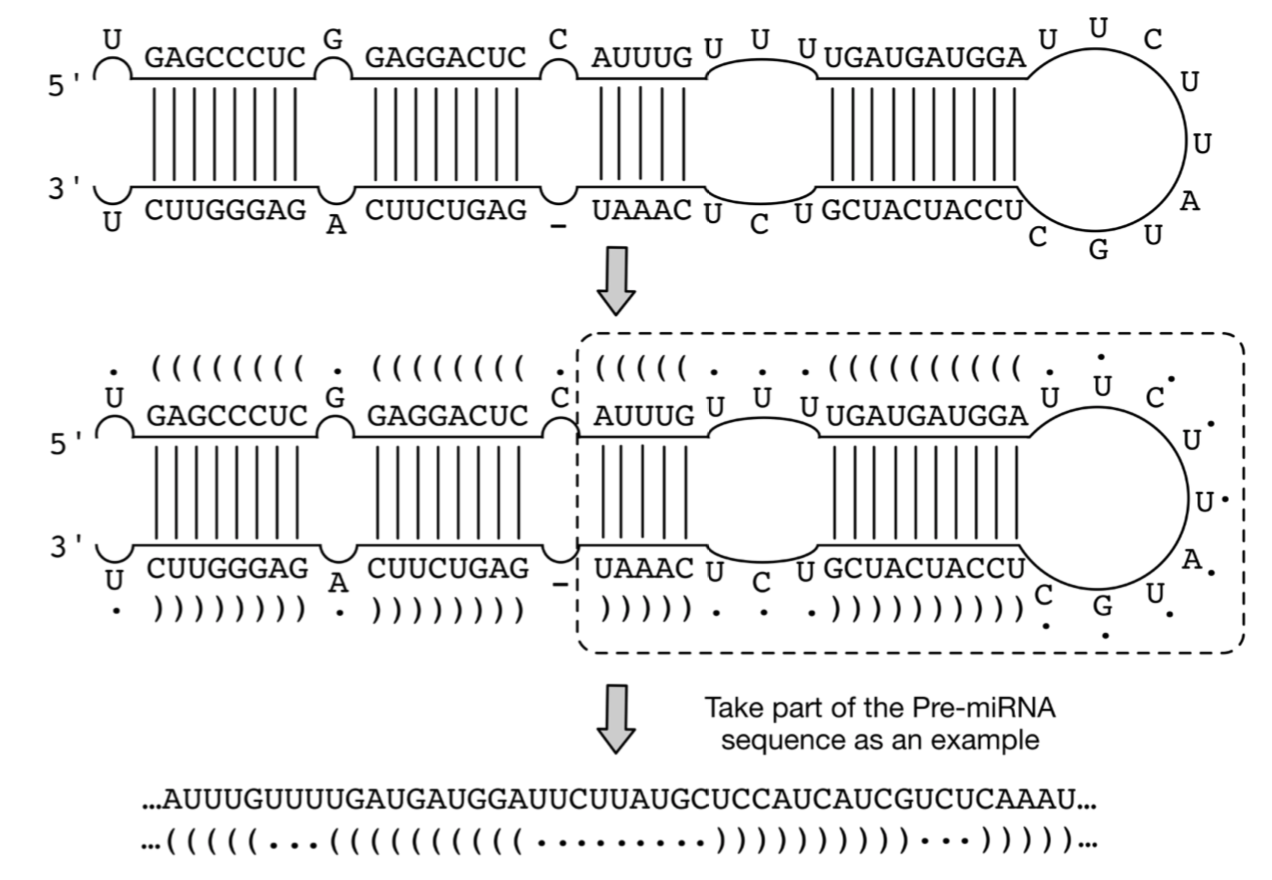 U G C U U U U U C
GAGCCCUC GAGGACUC AUUUG UGAUGAUGGA U
5' U
3' A
CUUGGGAG CUUCUGAG UAAAC U C U GCUACUACCU C G U
U A –
. (((((((( . (((((((( . ((((( . . . (((((((((( . . .
U G C U U U U U C .
GAGCCCUC GAGGACUC AUUUG UGAUGAUGGA U
5' U .
3' A .
CUUGGGAG CUUCUGAG UAAAC U C U GCUACUACCU C G U .
U A –
. )))))))) . )))))))) ))))) . . . )))))))))) . .
Take part of the Pre-miRNA
sequence as an example
...AUUUGUUUUGAUGAUGGAUUCUUAUGCUCCAUCAUCGUCUCAAAU...
...(((((...((((((((((.........))))))))))...)))))...